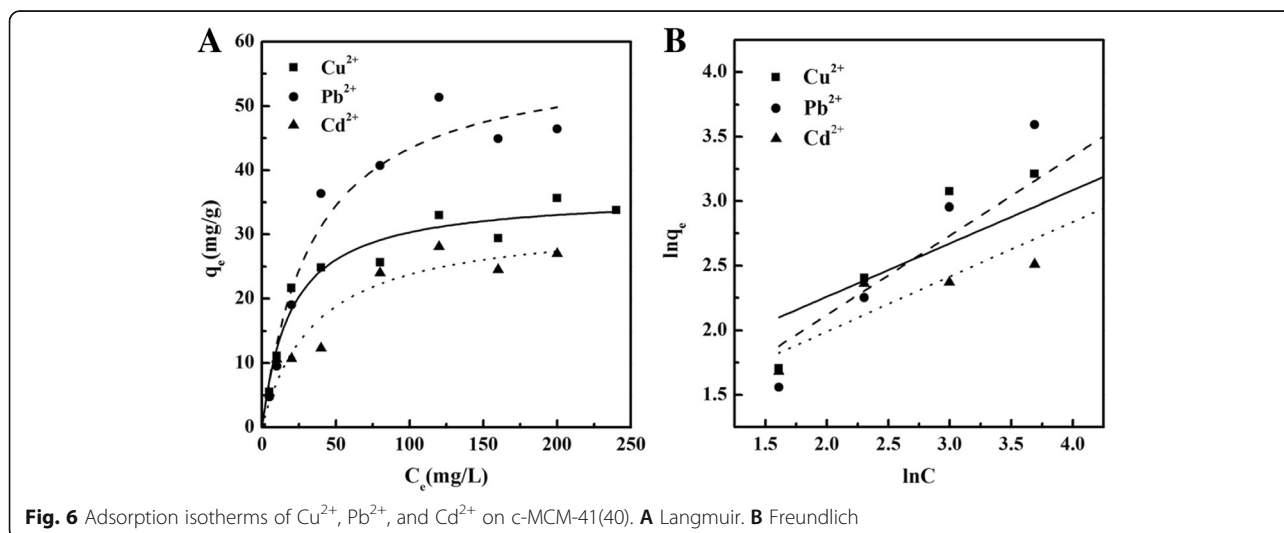 A
60
50
40
30
20
10
0
q_e(mg/g)
Cu²⁺
Pb²⁺
Cd²⁺
0 50 100 150 200 250
C_e(mg/L)
B
4.0
3.5
3.0
2.5
2.0
1.5
lnq_e
Cu²⁺
Pb²⁺
Cd²⁺
1.5 2.0 2.5 3.0 3.5 4.0
lnC
Fig. 6 Adsorption isotherms of Cu²⁺, Pb²⁺, and Cd²⁺ on c-MCM-41(40). A Langmuir. B Freundlich